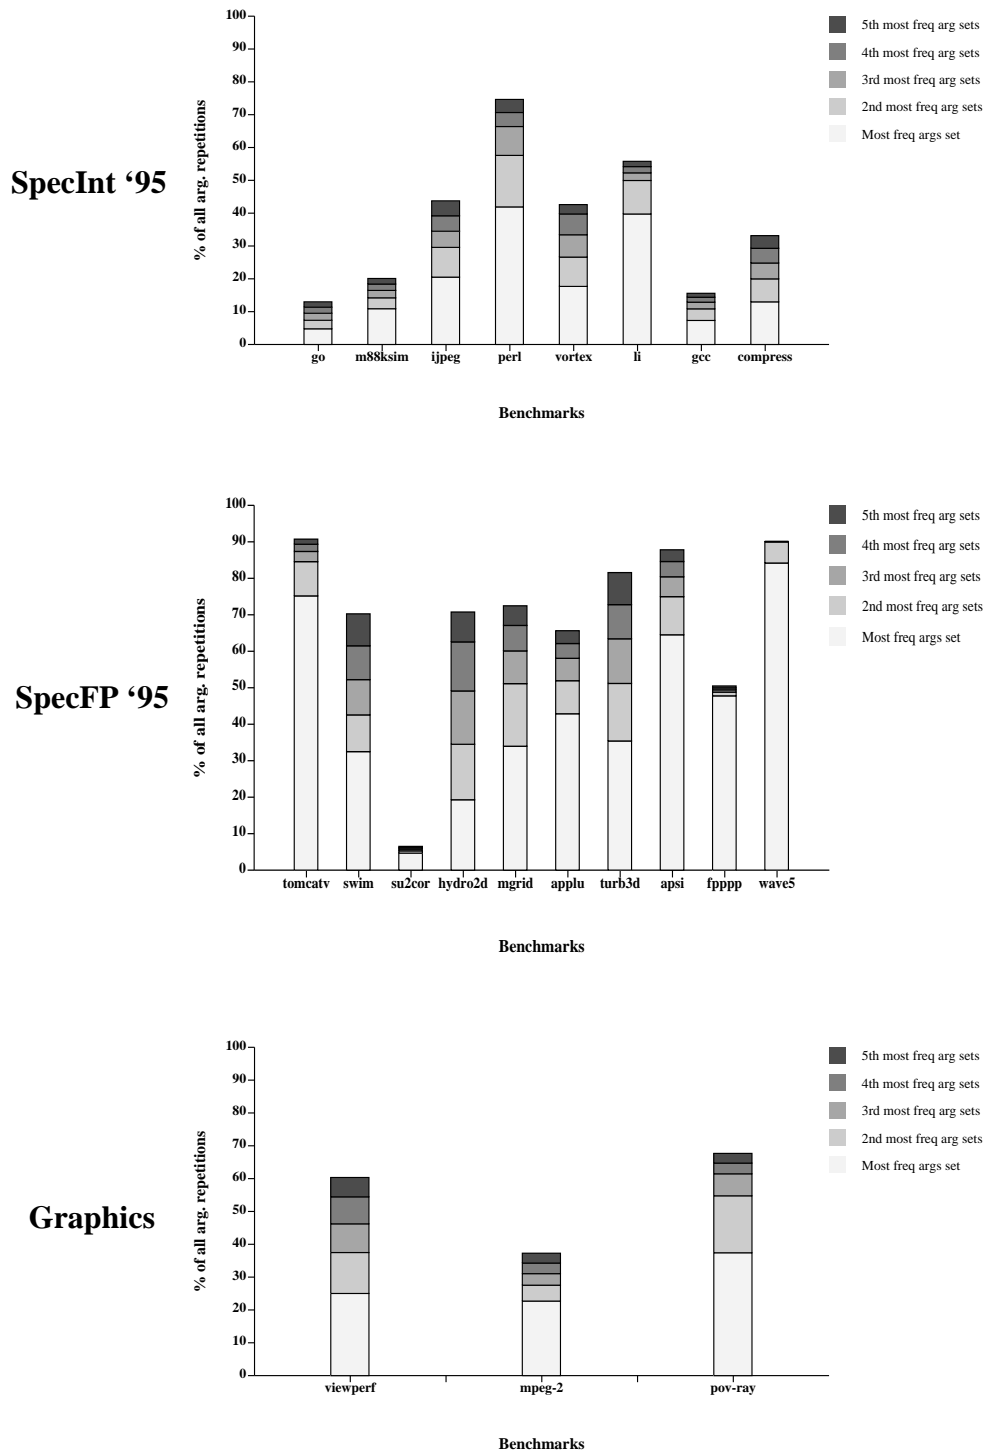 SpecInt ‘95
% of all arg. repetitions
100
90
80
70
60
50
40
30
20
10
0
go m88ksim ijpeg perl vortex li gcc compress
Benchmarks
5th most freq arg sets
4th most freq arg sets
3rd most freq arg sets
2nd most freq arg sets
Most freq args set
SpecFP ‘95
% of all arg. repetitions
100
90
80
70
60
50
40
30
20
10
0
tomcatv swim su2cor hydro2d mgrid applu turb3d apsi fpppp wave5
Benchmarks
5th most freq arg sets
4th most freq arg sets
3rd most freq arg sets
2nd most freq arg sets
Most freq args set
Graphics
% of all arg. repetitions
100
90
80
70
60
50
40
30
20
10
0
viewperf mpeg-2 pov-ray
Benchmarks
5th most freq arg sets
4th most freq arg sets
3rd most freq arg sets
2nd most freq arg sets
Most freq args set